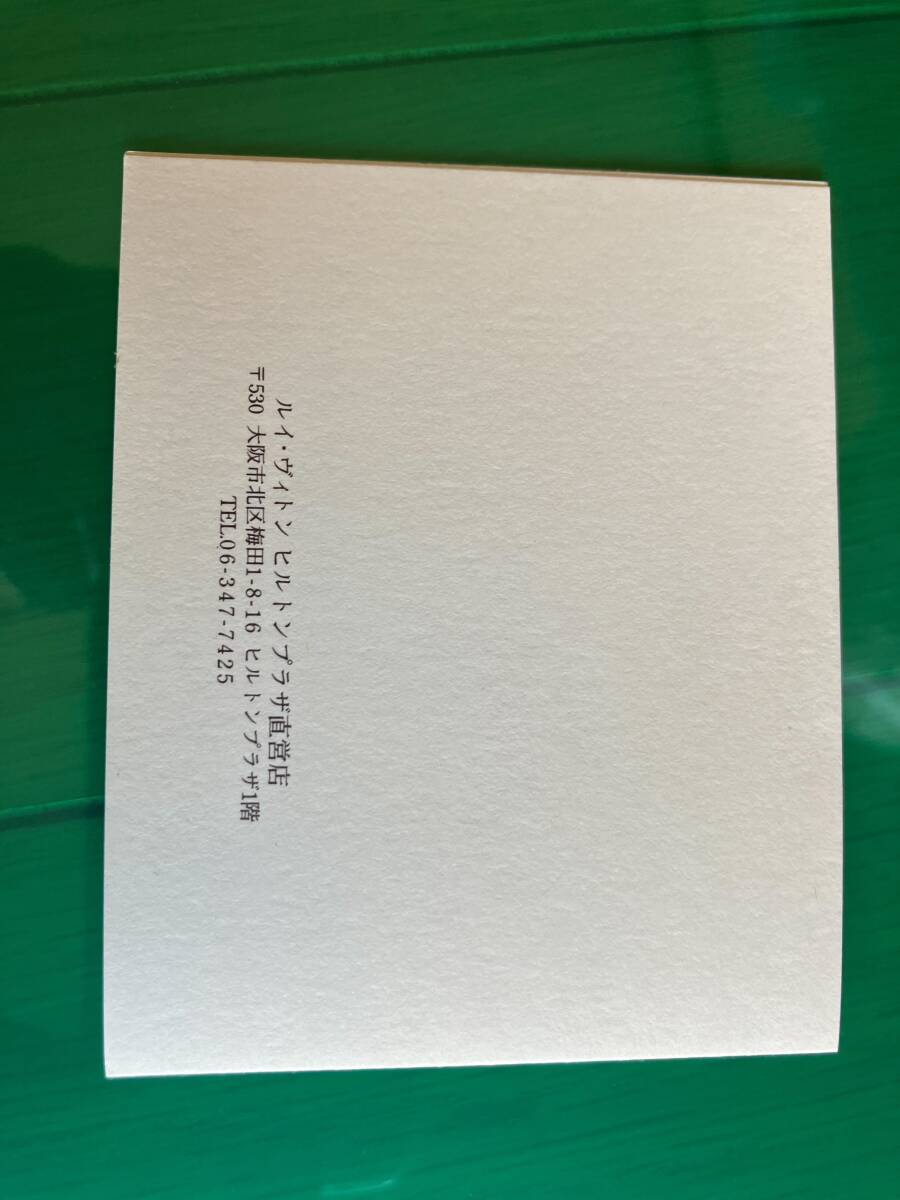 ルイ・ヴィトン ヒルトンプラザ直営店
〒530 大阪市北区梅田1-8-16 ヒルトンプラザ1階
TEL.06-347-7425